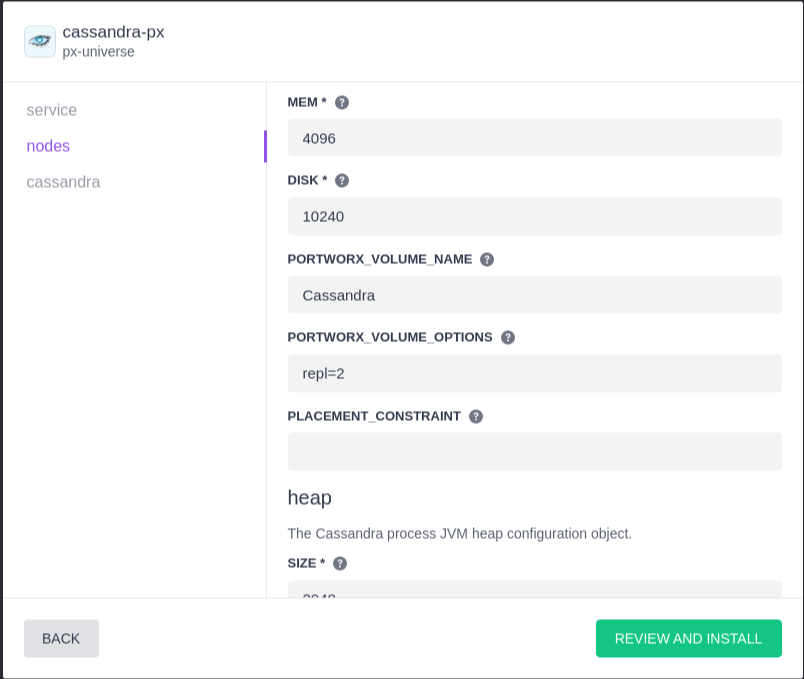 cassandra-px
px-universe
service
nodes
cassandra
MEM * ?
4096
DISK * ?
10240
PORTWORX_VOLUME_NAME ?
Cassandra
PORTWORX_VOLUME_OPTIONS ?
repl=2
PLACEMENT_CONSTRAINT ?
heap
The Cassandra process JVM heap configuration object.
SIZE * ?
BACK
REVIEW AND INSTALL